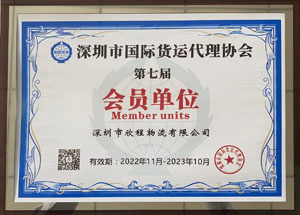 深圳市国际货运代理协会
第七届
会员单位
Member units
深圳市欣程物流有限公司
有效期：2022年11月-2023年10月